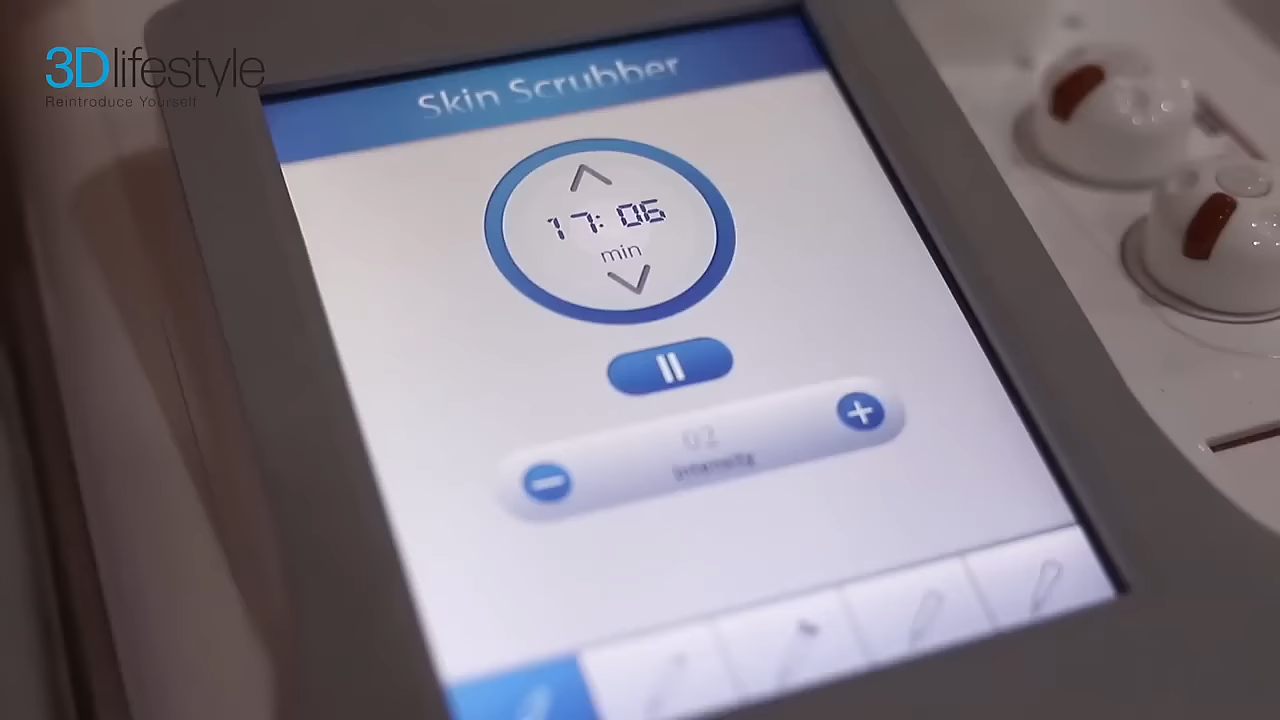 3Dlifestyle
Reintroduce Yourself
Skin Scrubber
17:06
min
02
Intensity